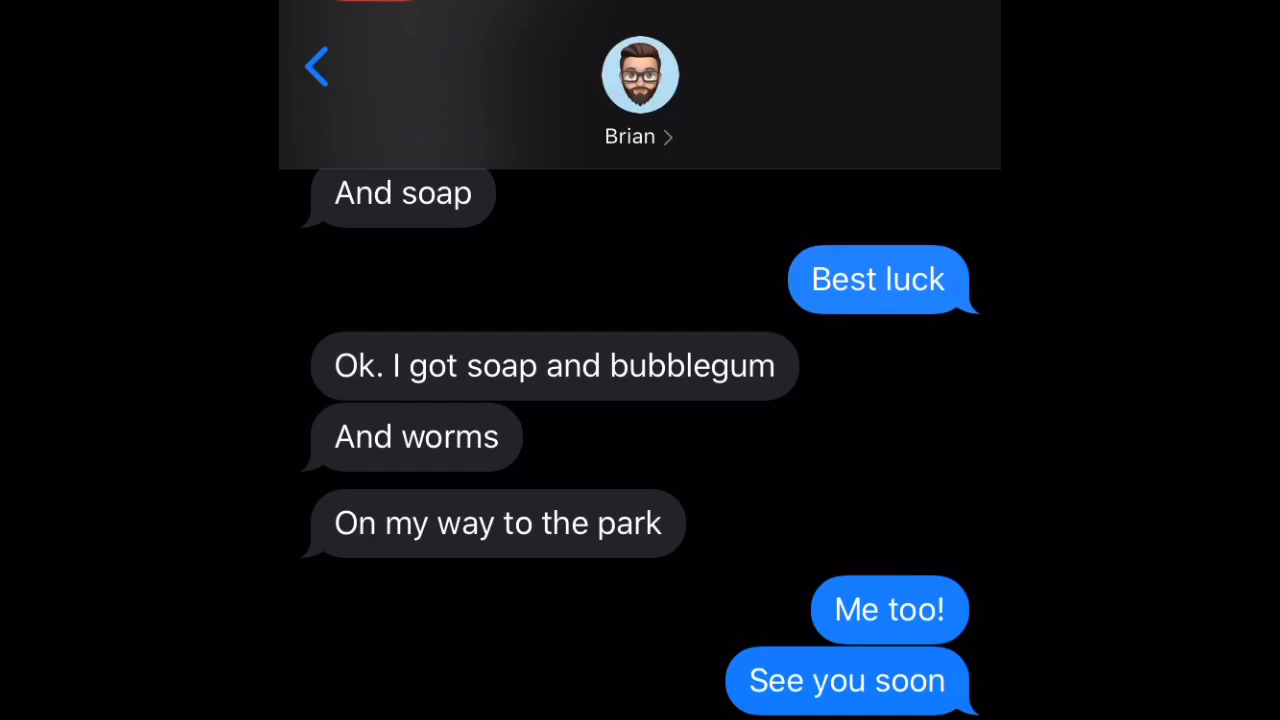 Brian
And soap
Best luck
Ok. I got soap and bubblegum
And worms
On my way to the park
Me too!
See you soon